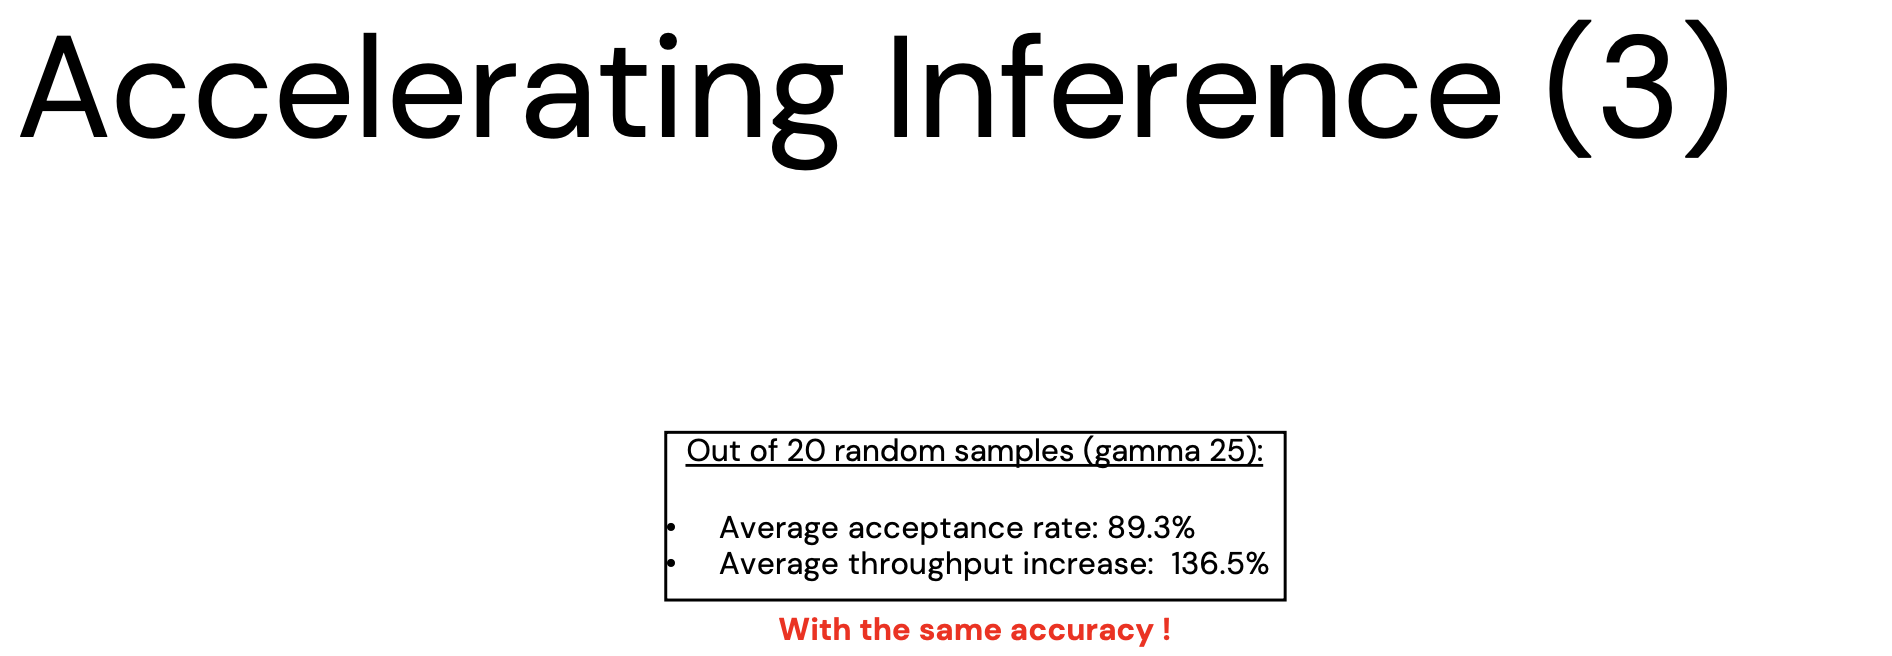 Accelerating Inference (3)
Out of 20 random samples (gamma 25):
• Average acceptance rate: 89.3%
• Average throughput increase:  136.5%
With the same accuracy !